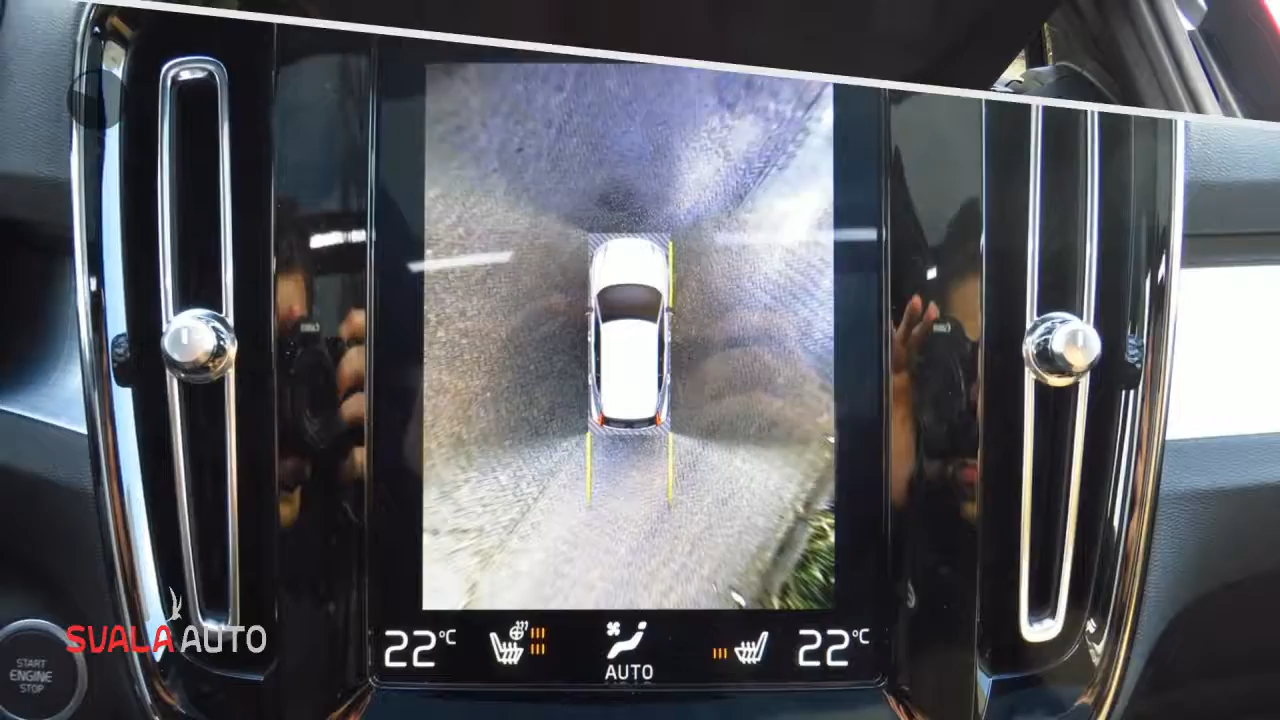 22°C
AUTO
22°C
START
ENGINE
STOP
SVALA AUTO